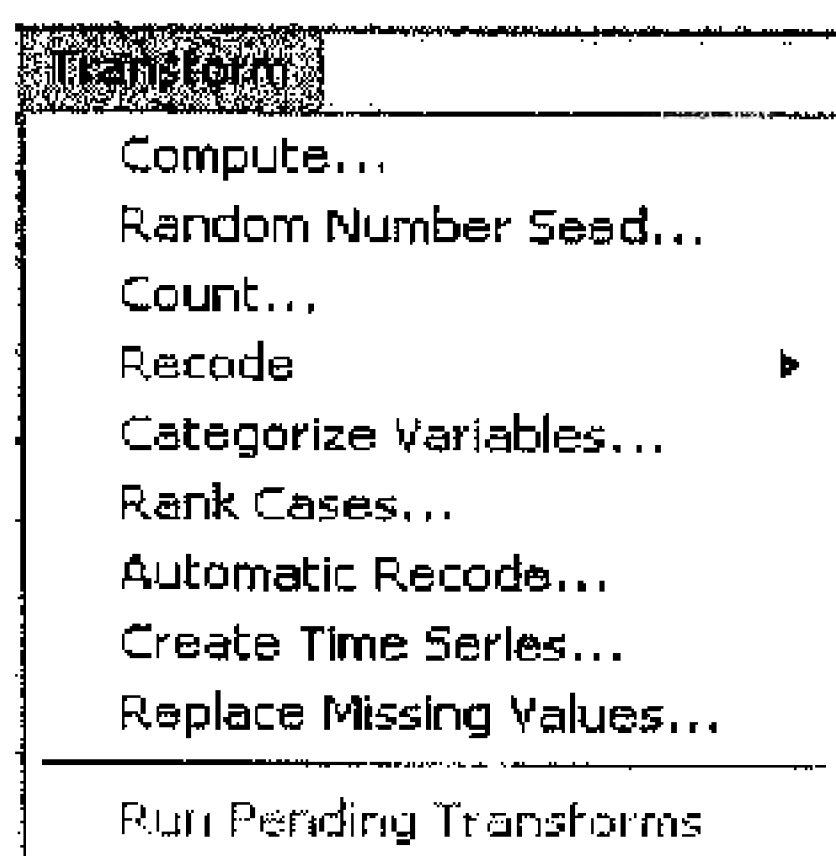 Transform
Compute...
Random Number Seed...
Count...
Recode
Categorize Variables...
Rank Cases...
Automatic Recode...
Create Time Series...
Replace Missing Values...
Run Pending Transforms